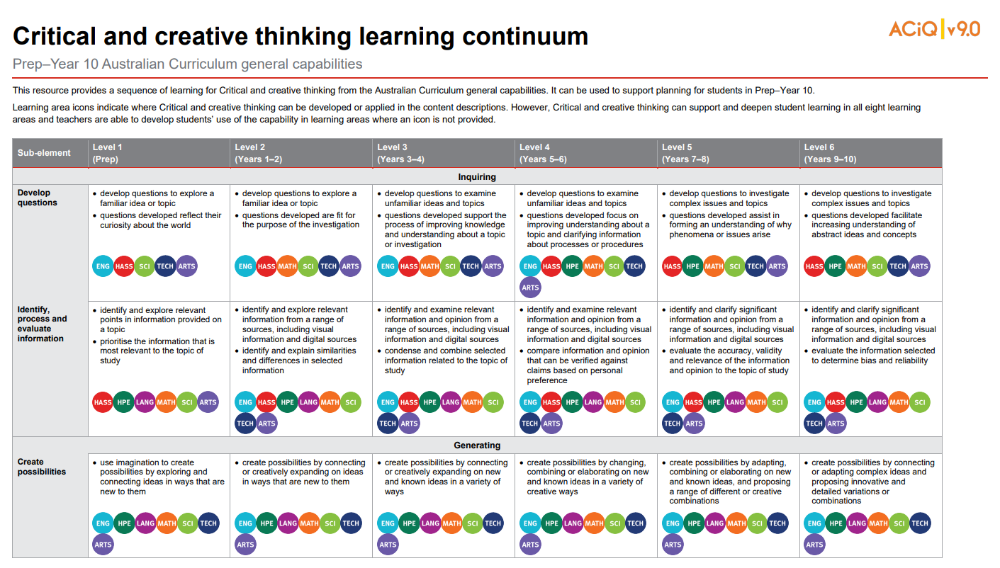 Critical and creative thinking learning continuum
ACiQ v9.0
Prep–Year 10 Australian Curriculum general capabilities
This resource provides a sequence of learning for Critical and creative thinking from the Australian Curriculum general capabilities. It can be used to support planning for students in Prep–Year 10.
Learning area icons indicate where Critical and creative thinking can be developed or applied in the content descriptions. However, Critical and creative thinking can support and deepen student learning in all eight learning
areas and teachers are able to develop students’ use of the capability in learning areas where an icon is not provided.
Sub-element
Level 1
(Prep)
Level 2
(Years 1–2)
Level 3
(Years 3–4)
Level 4
(Years 5–6)
Level 5
(Years 7–8)
Level 6
(Years 9–10)
Inquiring
Develop
questions
• develop questions to explore a
familiar idea or topic
• questions developed reflect their
curiosity about the world
ENG HASS SCI TECH ARTS
• develop questions to explore a
familiar idea or topic
• questions developed are fit for
the purpose of the investigation
ENG HASS MATH SCI TECH ARTS
• develop questions to examine
unfamiliar ideas and topics
• questions developed support the
process of improving knowledge
and understanding about a topic
or investigation
ENG HASS MATH SCI TECH ARTS
• develop questions to examine
unfamiliar ideas and topics
• questions developed focus on
improving understanding about a
topic and clarifying information
about processes or procedures
ENG HASS HPE MATH SCI TECH
ARTS
• develop questions to investigate
complex issues and topics
• questions developed assist in
forming an understanding of why
phenomena or issues arise
HASS HPE MATH SCI TECH ARTS
• develop questions to investigate
complex issues and topics
• questions developed facilitate
increasing understanding of
abstract ideas and concepts
HASS HPE MATH SCI TECH ARTS
Identify,
process and
evaluate
information
• identify and explore relevant
points in information provided on
a topic
• prioritise the information that is
most relevant to the topic of
study
HASS HPE LANG MATH SCI ARTS
• identify and explore relevant
information from a range of
sources, including visual
information and digital sources
• identify and explain similarities
and differences in selected
information
ENG HASS HPE LANG MATH SCI
TECH ARTS
• identify and examine relevant
information and opinion from a
range of sources, including visual
information and digital sources
• condense and combine selected
information related to the topic of
study
ENG HASS HPE LANG MATH SCI
TECH ARTS
• identify and examine relevant
information and opinion from a
range of sources, including visual
information and digital sources
• compare information and opinion
that can be verified against
claims based on personal
preference
ENG HASS HPE LANG MATH SCI
TECH ARTS
• identify and clarify significant
information and opinion from a
range of sources, including visual
information and digital sources
• evaluate the accuracy, validity
and relevance of the information
and opinion to the topic of study
ENG HASS HPE LANG MATH SCI
TECH ARTS
• identify and clarify significant
information and opinion from a
range of sources, including visual
information and digital sources
• evaluate the information selected
to determine bias and reliability
ENG HASS HPE LANG MATH SCI
TECH ARTS
Generating
Create
possibilities
• use imagination to create
possibilities by exploring and
connecting ideas in ways that are
new to them
ENG HPE LANG MATH SCI TECH
ARTS
• create possibilities by connecting
or creatively expanding on ideas
in ways that are new to them
ENG HPE LANG MATH SCI TECH
ARTS
• create possibilities by connecting
or creatively expanding on new
and known ideas in a variety of
ways
ENG HPE LANG MATH SCI TECH
ARTS
• create possibilities by changing,
combining or elaborating on new
and known ideas in a variety of
creative ways
ENG HPE LANG MATH SCI TECH
ARTS
• create possibilities by adapting,
combining or elaborating on new
and known ideas, and proposing
a range of different or creative
combinations
ENG HPE LANG MATH SCI TECH
ARTS
• create possibilities by connecting
or adapting complex ideas and
proposing innovative and
detailed variations or
combinations
ENG HPE LANG MATH SCI TECH
ARTS